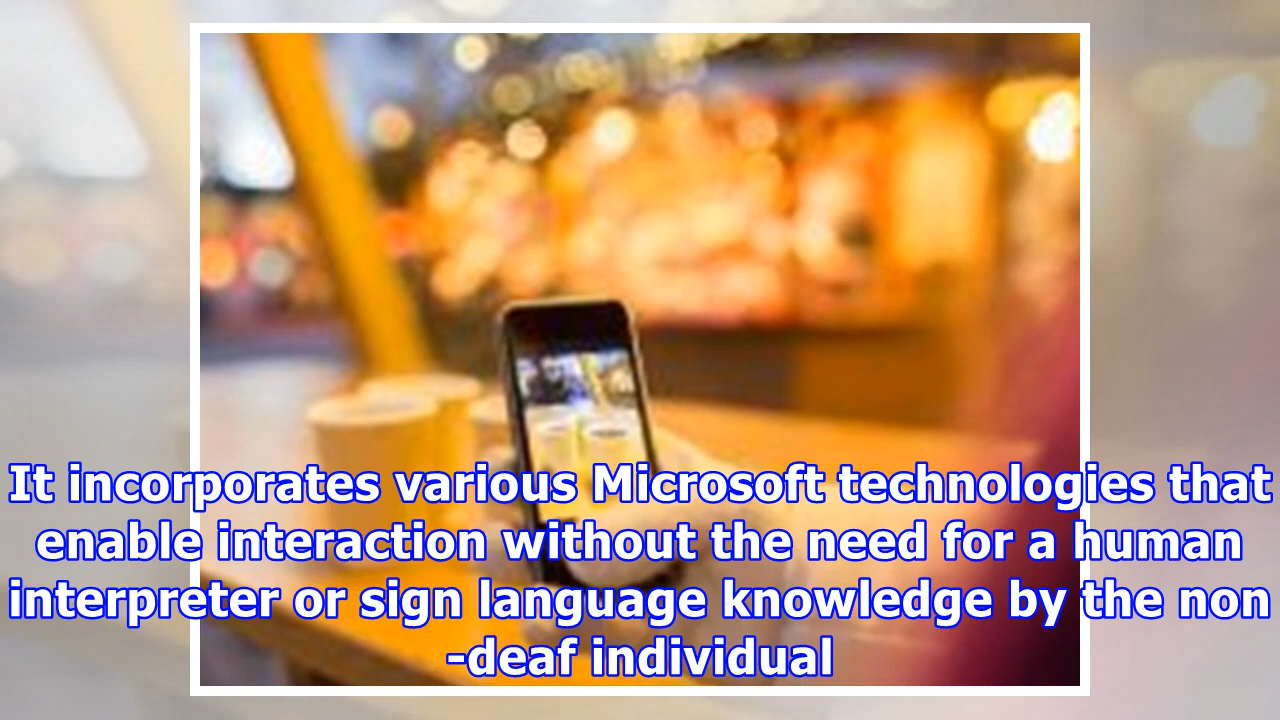 It incorporates various Microsoft technologies that
enable interaction without the need for a human
interpreter or sign language knowledge by the non
-deaf individual